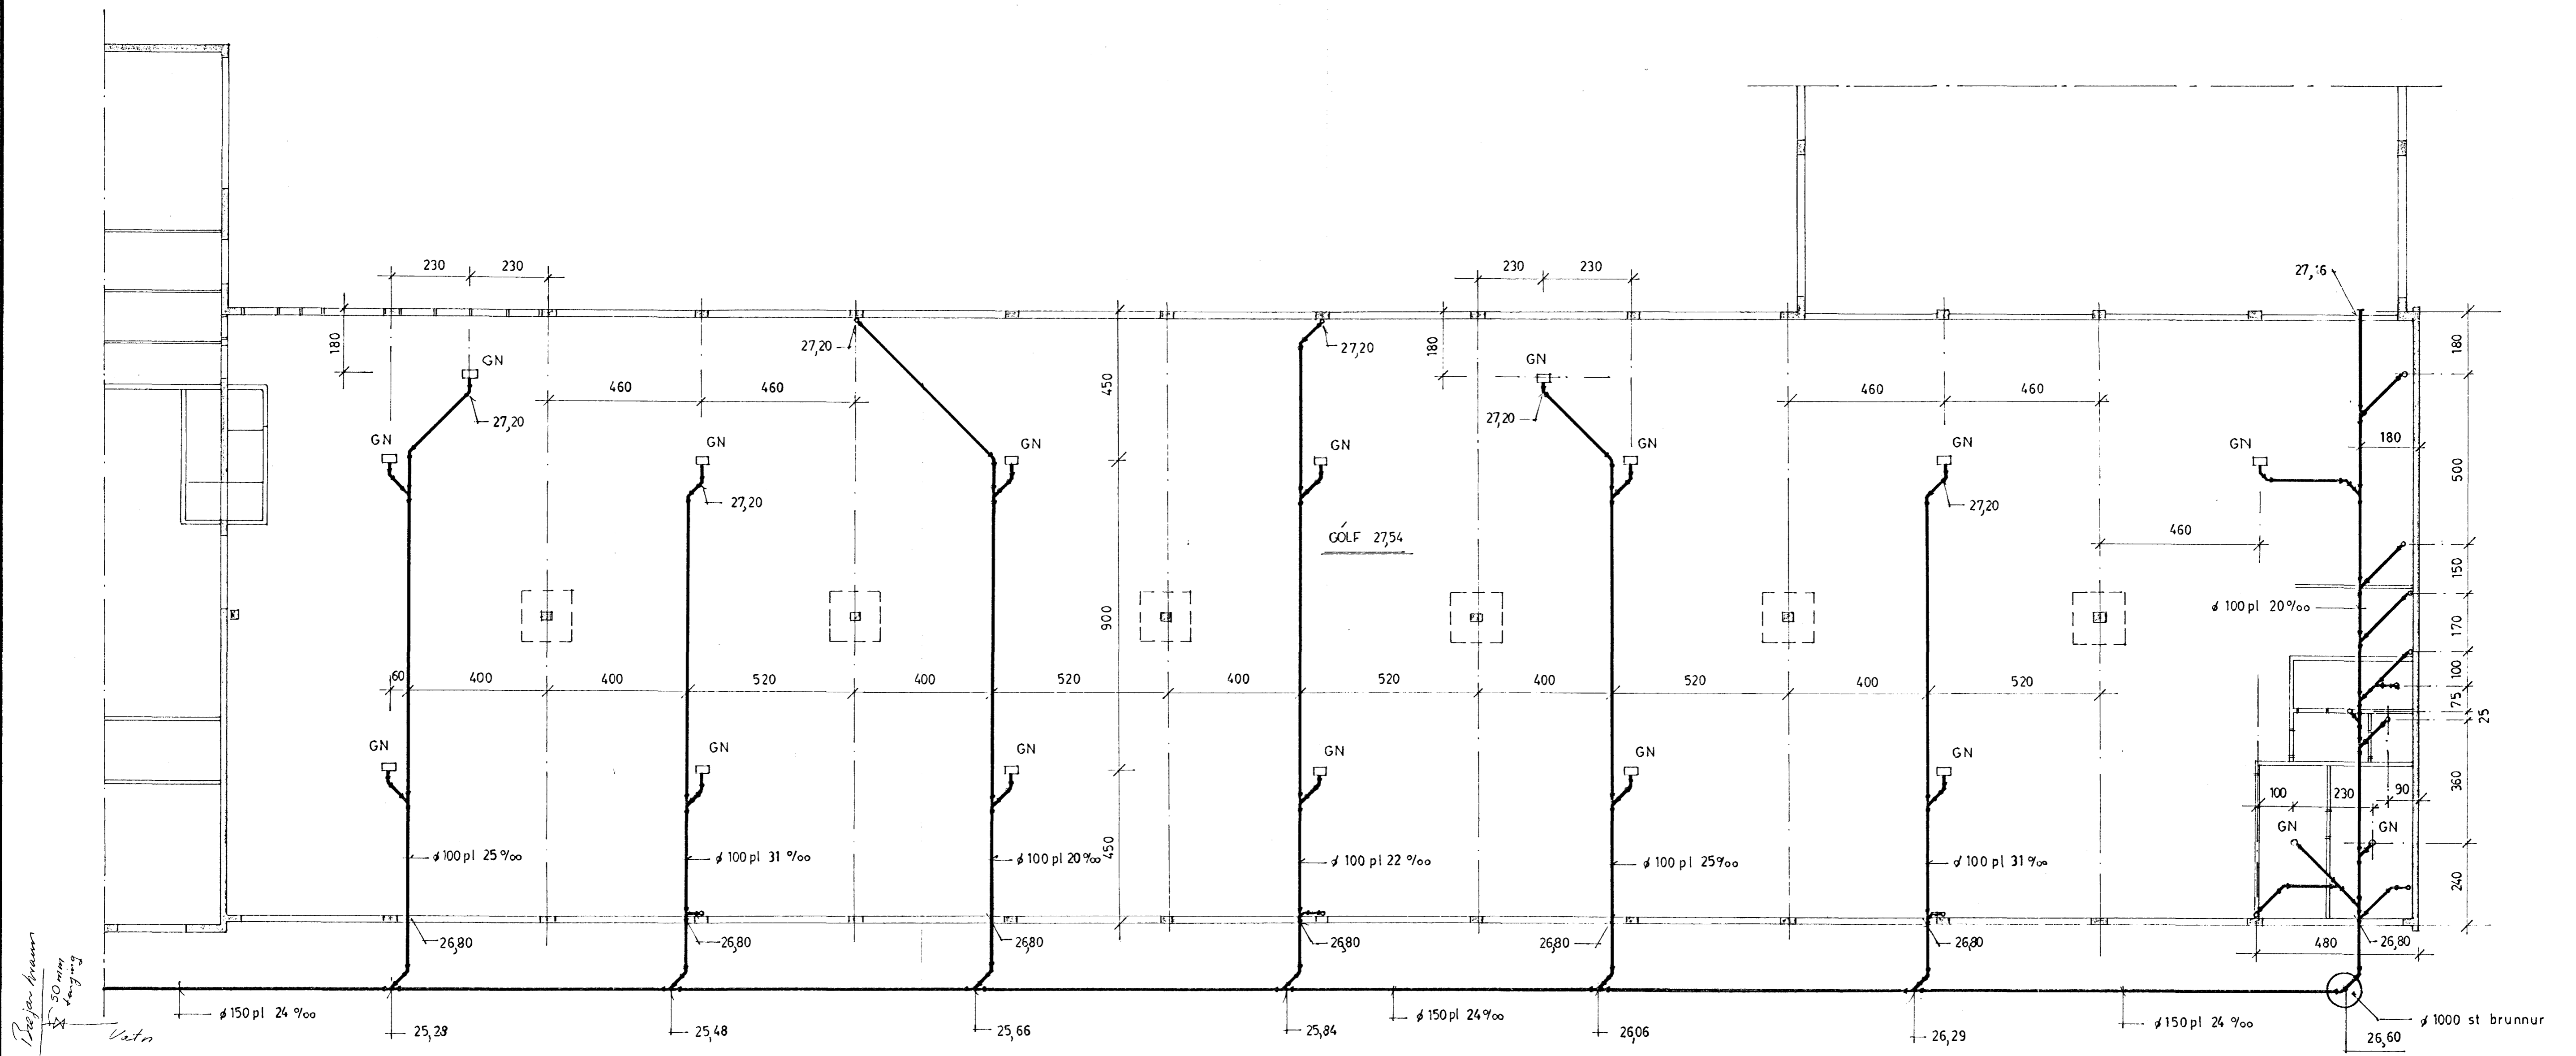 27,16
230 230
230 230
180
27,20
27,20
180
GN
GN
180
450
460 460
460 460
27,20
27,20
GN
GN
GN
GN
GN
GN
GN
180
500
27,20
27,20
GÓLF 27,54
460
150
ø 100 pl 20 ‰
900
170
100
60 400 400 520 400 520 400 520 400 520 400 520
75
25
GN
GN
GN
GN
GN
GN
360
100 230 90
GN
GN
450
ø 100 pl 25 ‰
ø 100 pl 31 ‰
ø 100 pl 20 ‰
ø 100 pl 22 ‰
ø 100 pl 25 ‰
ø 100 pl 31 ‰
240
26,80
26,80
26,80
26,80
26,80
26,80
26,80
480
50 mm
tenging
ø 150 pl 24 ‰
ø 150 pl 24 ‰
ø 150 pl 24 ‰
ø 1000 st brunnur
25,28
25,48
25,66
25,84
26,06
26,29
26,60